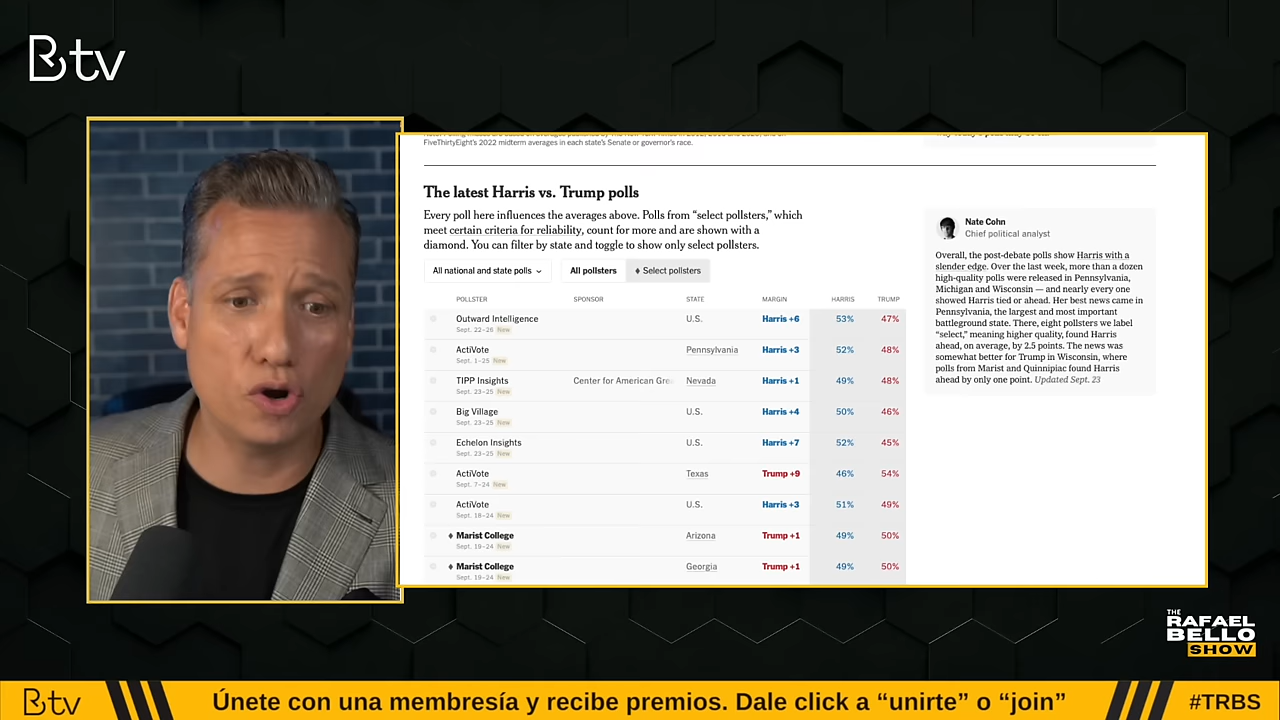 Btv
FiveThirtyEight's 2022 midterm averages in each state's Senate or governor's race.
The latest Harris vs. Trump polls
Every poll here influences the averages above. Polls from “select pollsters,” which
meet certain criteria for reliability, count for more and are shown with a
diamond. You can filter by state and toggle to show only select pollsters.
All national and state polls
All pollsters
♦ Select pollsters
POLLSTER SPONSOR STATE MARGIN HARRIS TRUMP
Outward Intelligence U.S. Harris +6 53% 47%
Sept. 22-25 New
ActiVote Pennsylvania Harris +3 52% 48%
Sept. 1-25 New
TIPP Insights Center for American Gre Nevada Harris +1 49% 48%
Sept. 23-25 New
Big Village U.S. Harris +4 50% 46%
Sept. 23-25 New
Echelon Insights U.S. Harris +7 52% 45%
Sept. 23-25 New
ActiVote Texas Trump +9 46% 54%
Sept. 7-24 New
ActiVote U.S. Harris +3 51% 49%
Sept. 18-24 New
♦ Marist College Arizona Trump +1 49% 50%
Sept. 19-24 New
♦ Marist College Georgia Trump +1 49% 50%
Sept. 19-24 New
Nate Cohn
Chief political analyst
Overall, the post-debate polls show Harris with a
slender edge. Over the last week, more than a dozen
high-quality polls were released in Pennsylvania,
Michigan and Wisconsin — and nearly every one
showed Harris tied or ahead. Her best news came in
Pennsylvania, the largest and most important
battleground state. There, eight pollsters we label
“select,” meaning higher quality, found Harris
ahead, on average, by 2.5 points. The news was
somewhat better for Trump in Wisconsin, where
polls from Marist and Quinnipiac found Harris
ahead by only one point. Updated Sept. 23
THE
RAFAEL
BELLO
SHOW
Btv
Únete con una membresía y recibe premios. Dale click a “unirte” o “join”
#TRBS